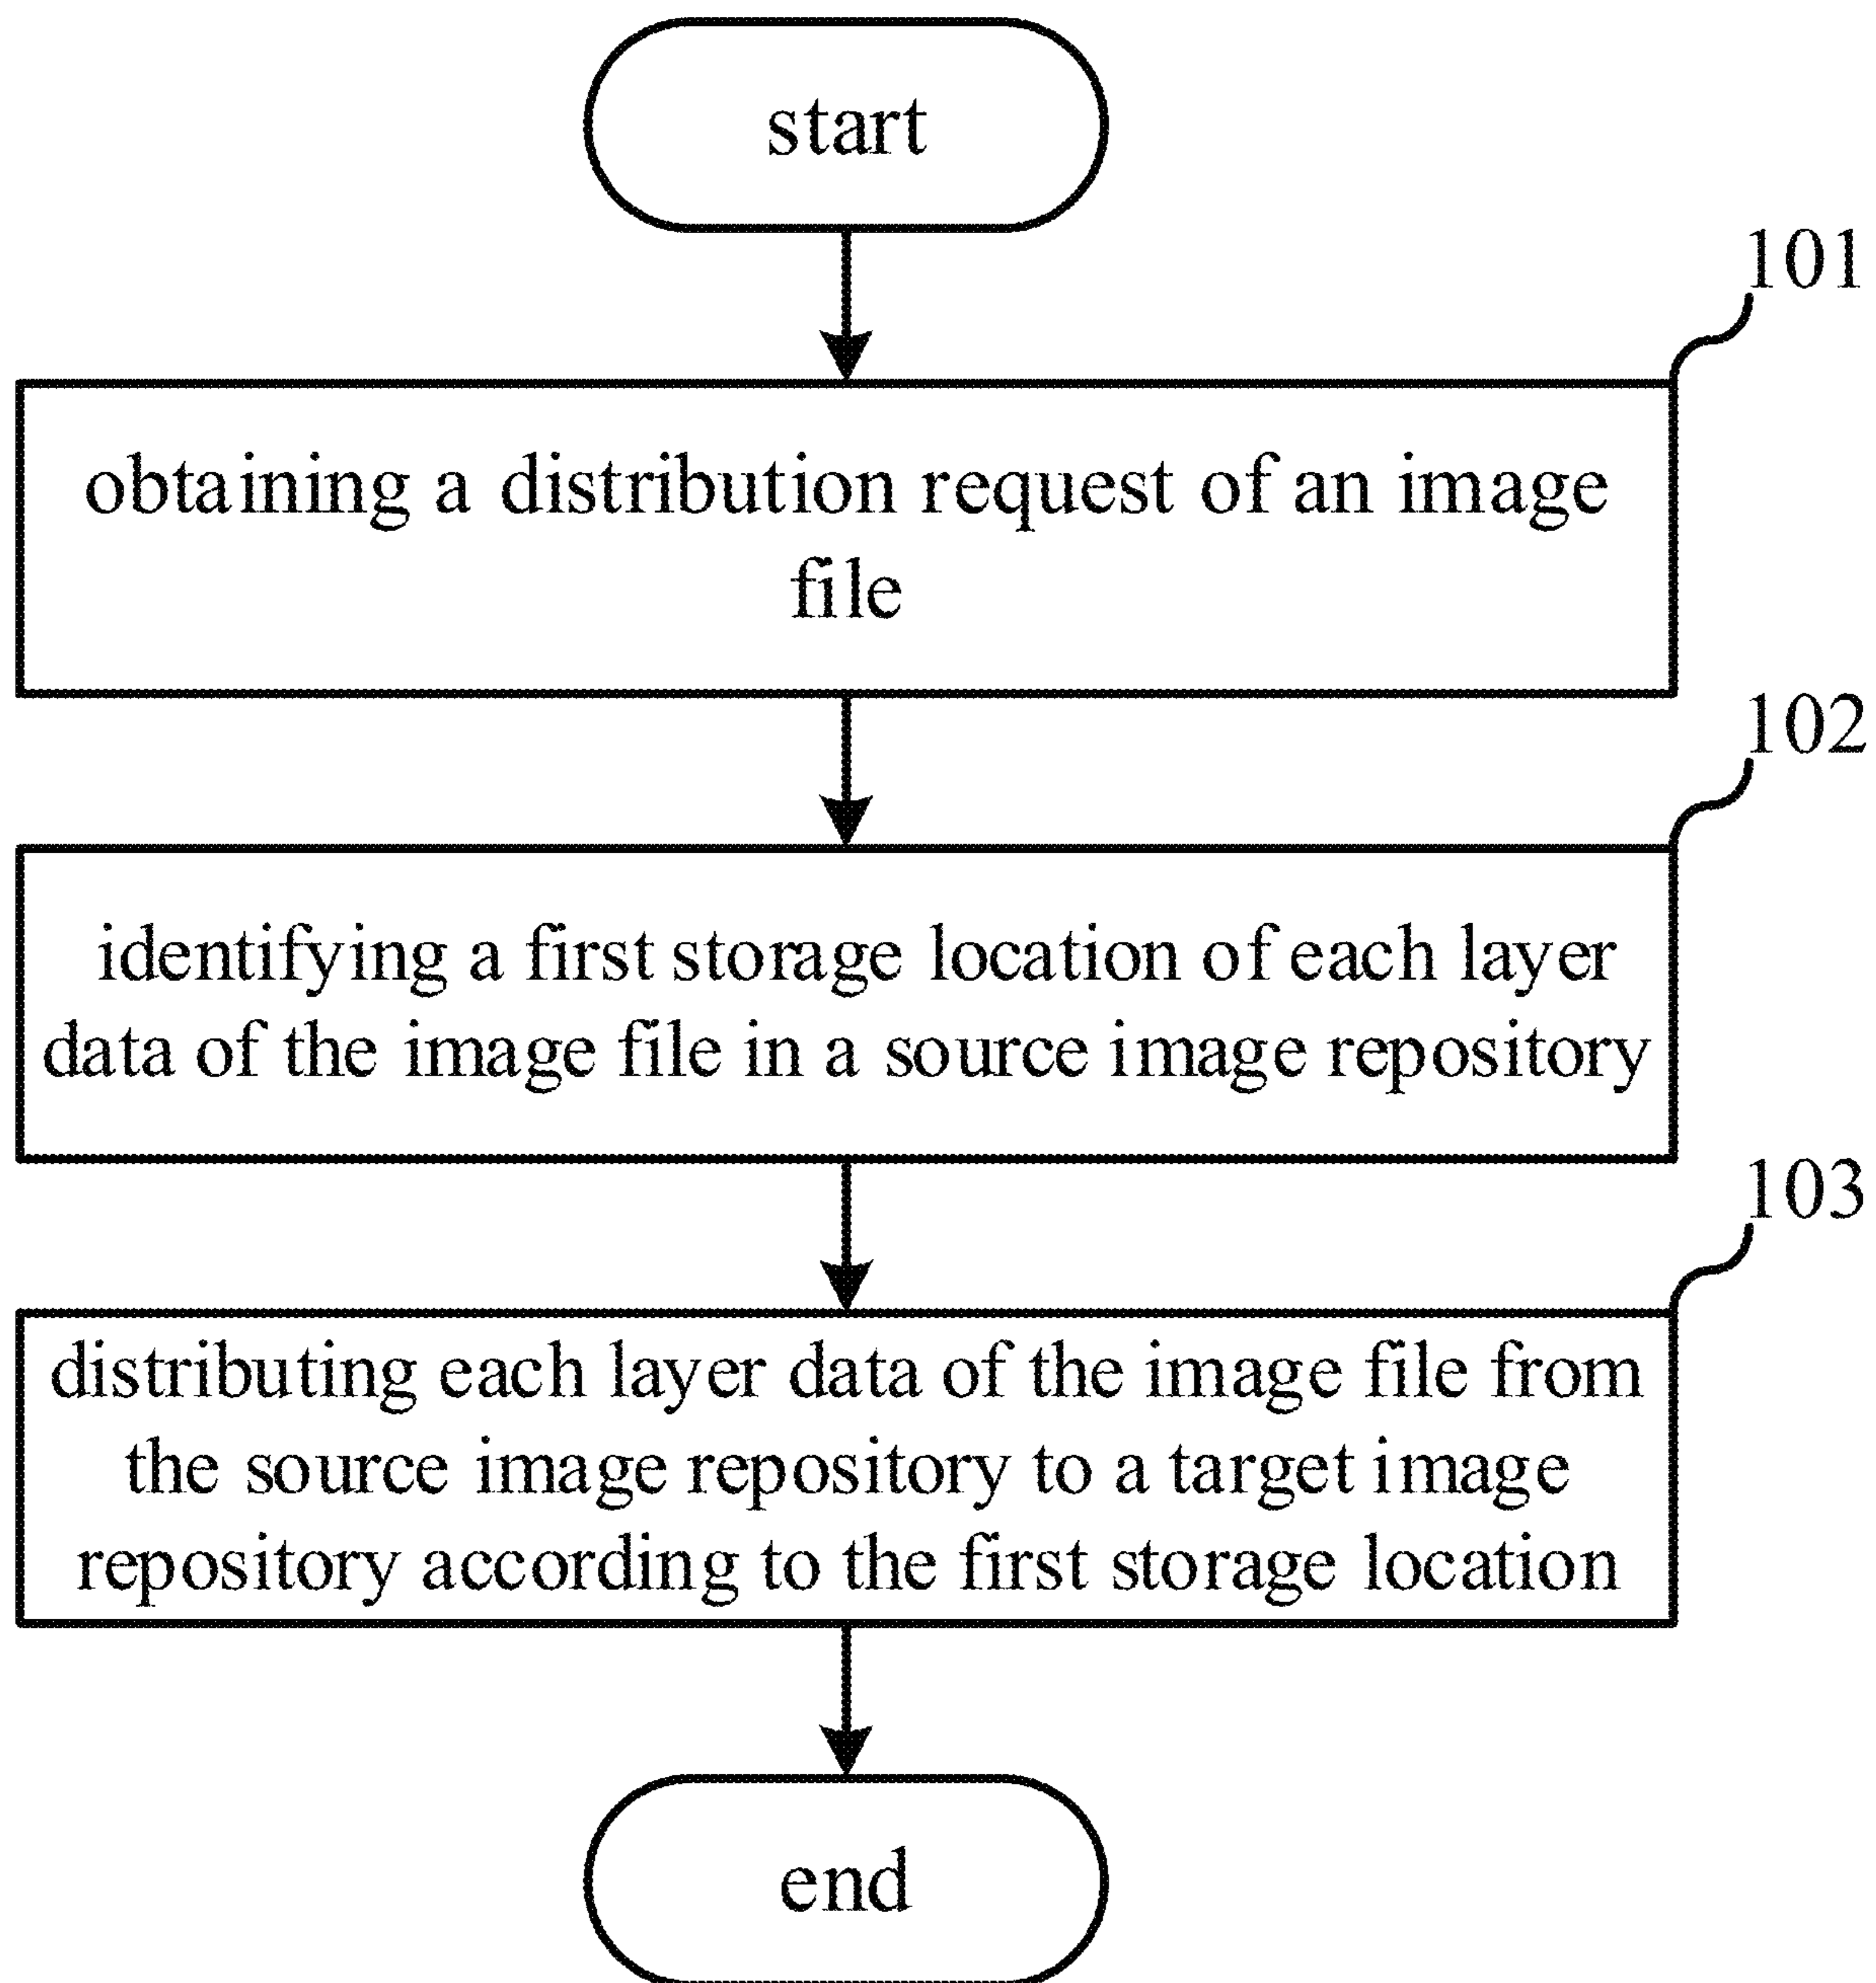 start
101
obtaining a distribution request of an image
file
102
identifying a first storage location of each layer
data of the image file in a source image repository
103
distributing each layer data of the image file from
the source image repository to a target image
repository according to the first storage location
end